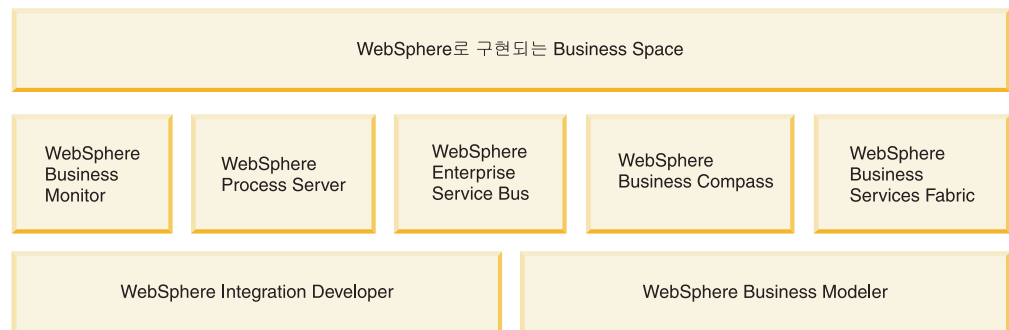 WebSphere로 구현되는 Business Space
WebSphere
Business
Monitor
WebSphere
Process Server
WebSphere
Enterprise
Service Bus
WebSphere
Business Compass
WebSphere
Business
Services Fabric
WebSphere Integration Developer
WebSphere Business Modeler